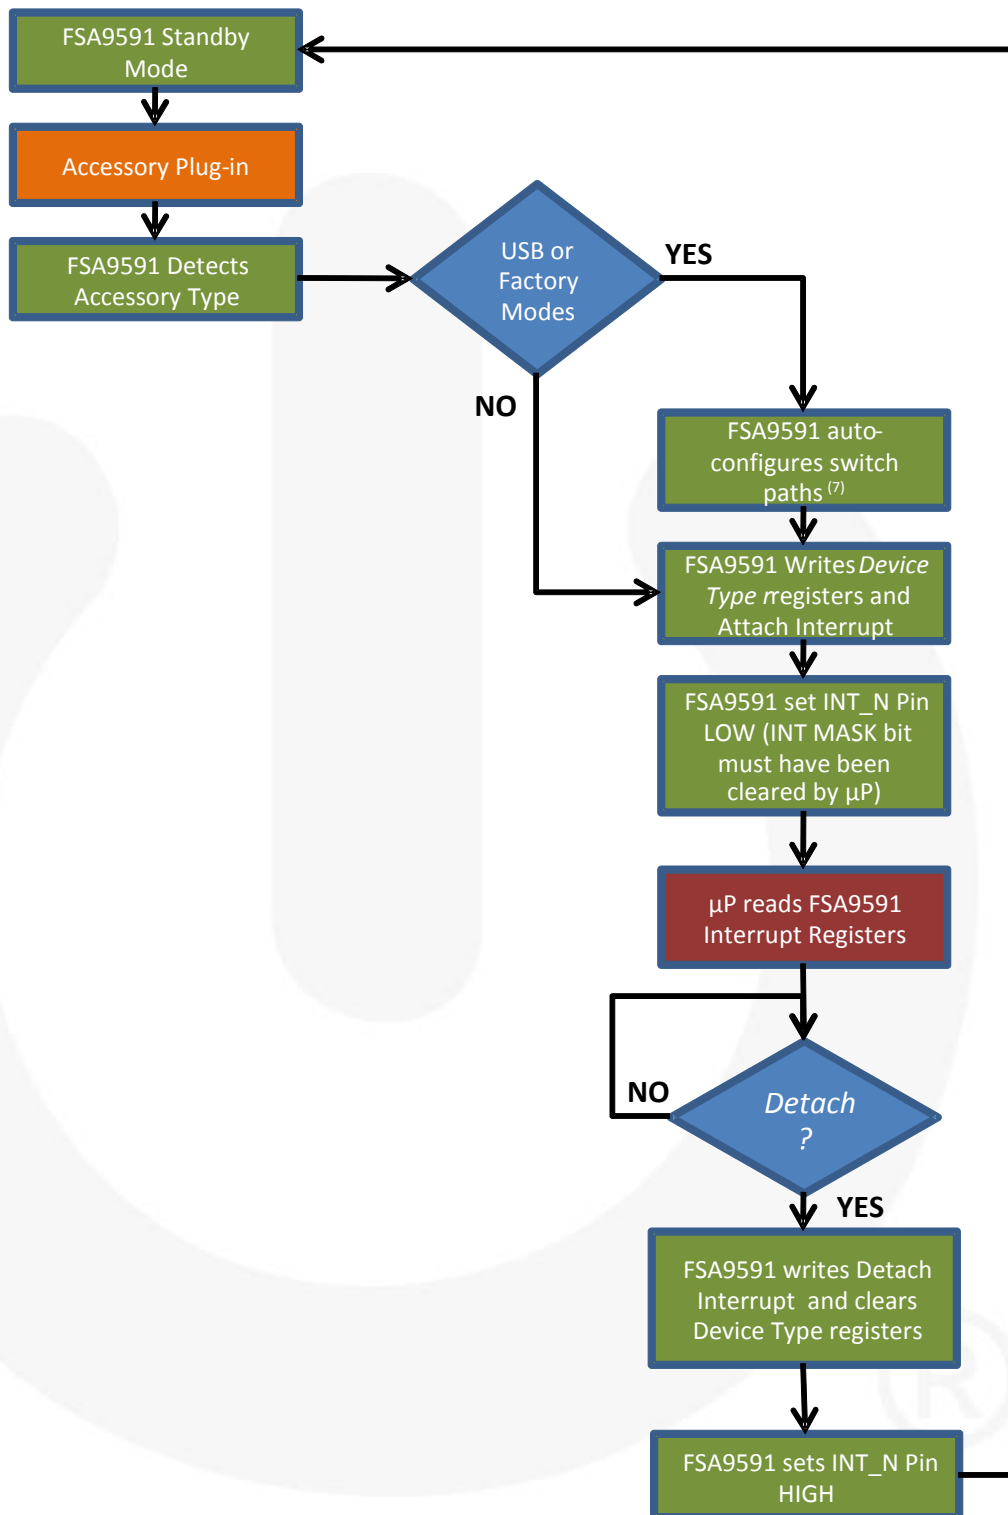 FSA9591 Standby
Mode
Accessory Plug-in
FSA9591 Detects
Accessory Type
USB or
Factory
Modes
YES
NO
FSA9591 auto-
configures switch
paths (7)
FSA9591 Writes Device
Type rregisters and
Attach Interrupt
FSA9591 set INT_N Pin
LOW (INT MASK bit
must have been
cleared by µP)
µP reads FSA9591
Interrupt Registers
Detach
?
NO
YES
FSA9591 writes Detach
Interrupt and clears
Device Type registers
FSA9591 sets INT_N Pin
HIGH
®